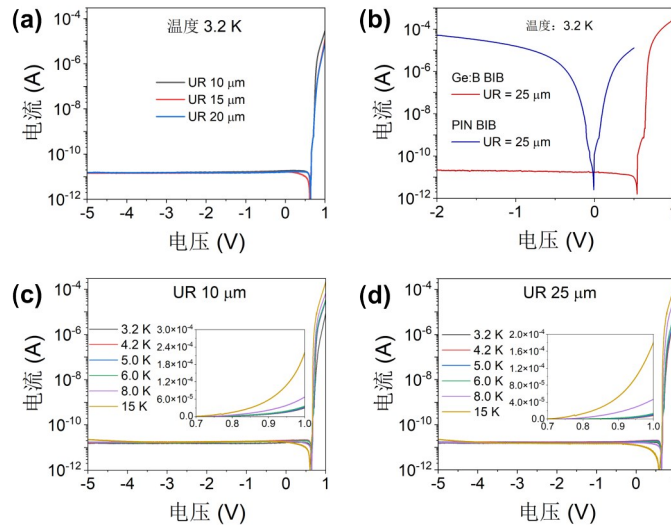 (a)
温度 3.2 K
UR 10 μm
UR 15 μm
UR 20 μm
电流 (A)
10⁻⁴
10⁻⁶
10⁻⁸
10⁻¹⁰
10⁻¹²
-5 -4 -3 -2 -1 0 1
电压 (V)
(b)
温度：3.2 K
Ge:B BIB
UR = 25 μm
PIN BIB
UR = 25 μm
电流 (A)
10⁻⁴
10⁻⁶
10⁻⁸
10⁻¹⁰
10⁻¹²
-2 -1 0 1
电压 (V)
(c)
UR 10 μm
3.2 K
4.2 K
5.0 K
6.0 K
8.0 K
15 K
3.0×10⁻⁴
2.4×10⁻⁴
1.8×10⁻⁴
1.2×10⁻⁴
6.0×10⁻⁵
0.0
0.7 0.8 0.9 1.0
电流 (A)
10⁻⁴
10⁻⁶
10⁻⁸
10⁻¹⁰
10⁻¹²
-5 -4 -3 -2 -1 0 1
电压 (V)
(d)
UR 25 μm
3.2 K
4.2 K
5.0 K
6.0 K
8.0 K
15 K
2.0×10⁻⁴
1.6×10⁻⁴
1.2×10⁻⁴
8.0×10⁻⁵
4.0×10⁻⁵
0.0
0.7 0.8 0.9 1.0
电流 (A)
10⁻⁴
10⁻⁶
10⁻⁸
10⁻¹⁰
10⁻¹²
-5 -4 -3 -2 -1 0 1
电压 (V)